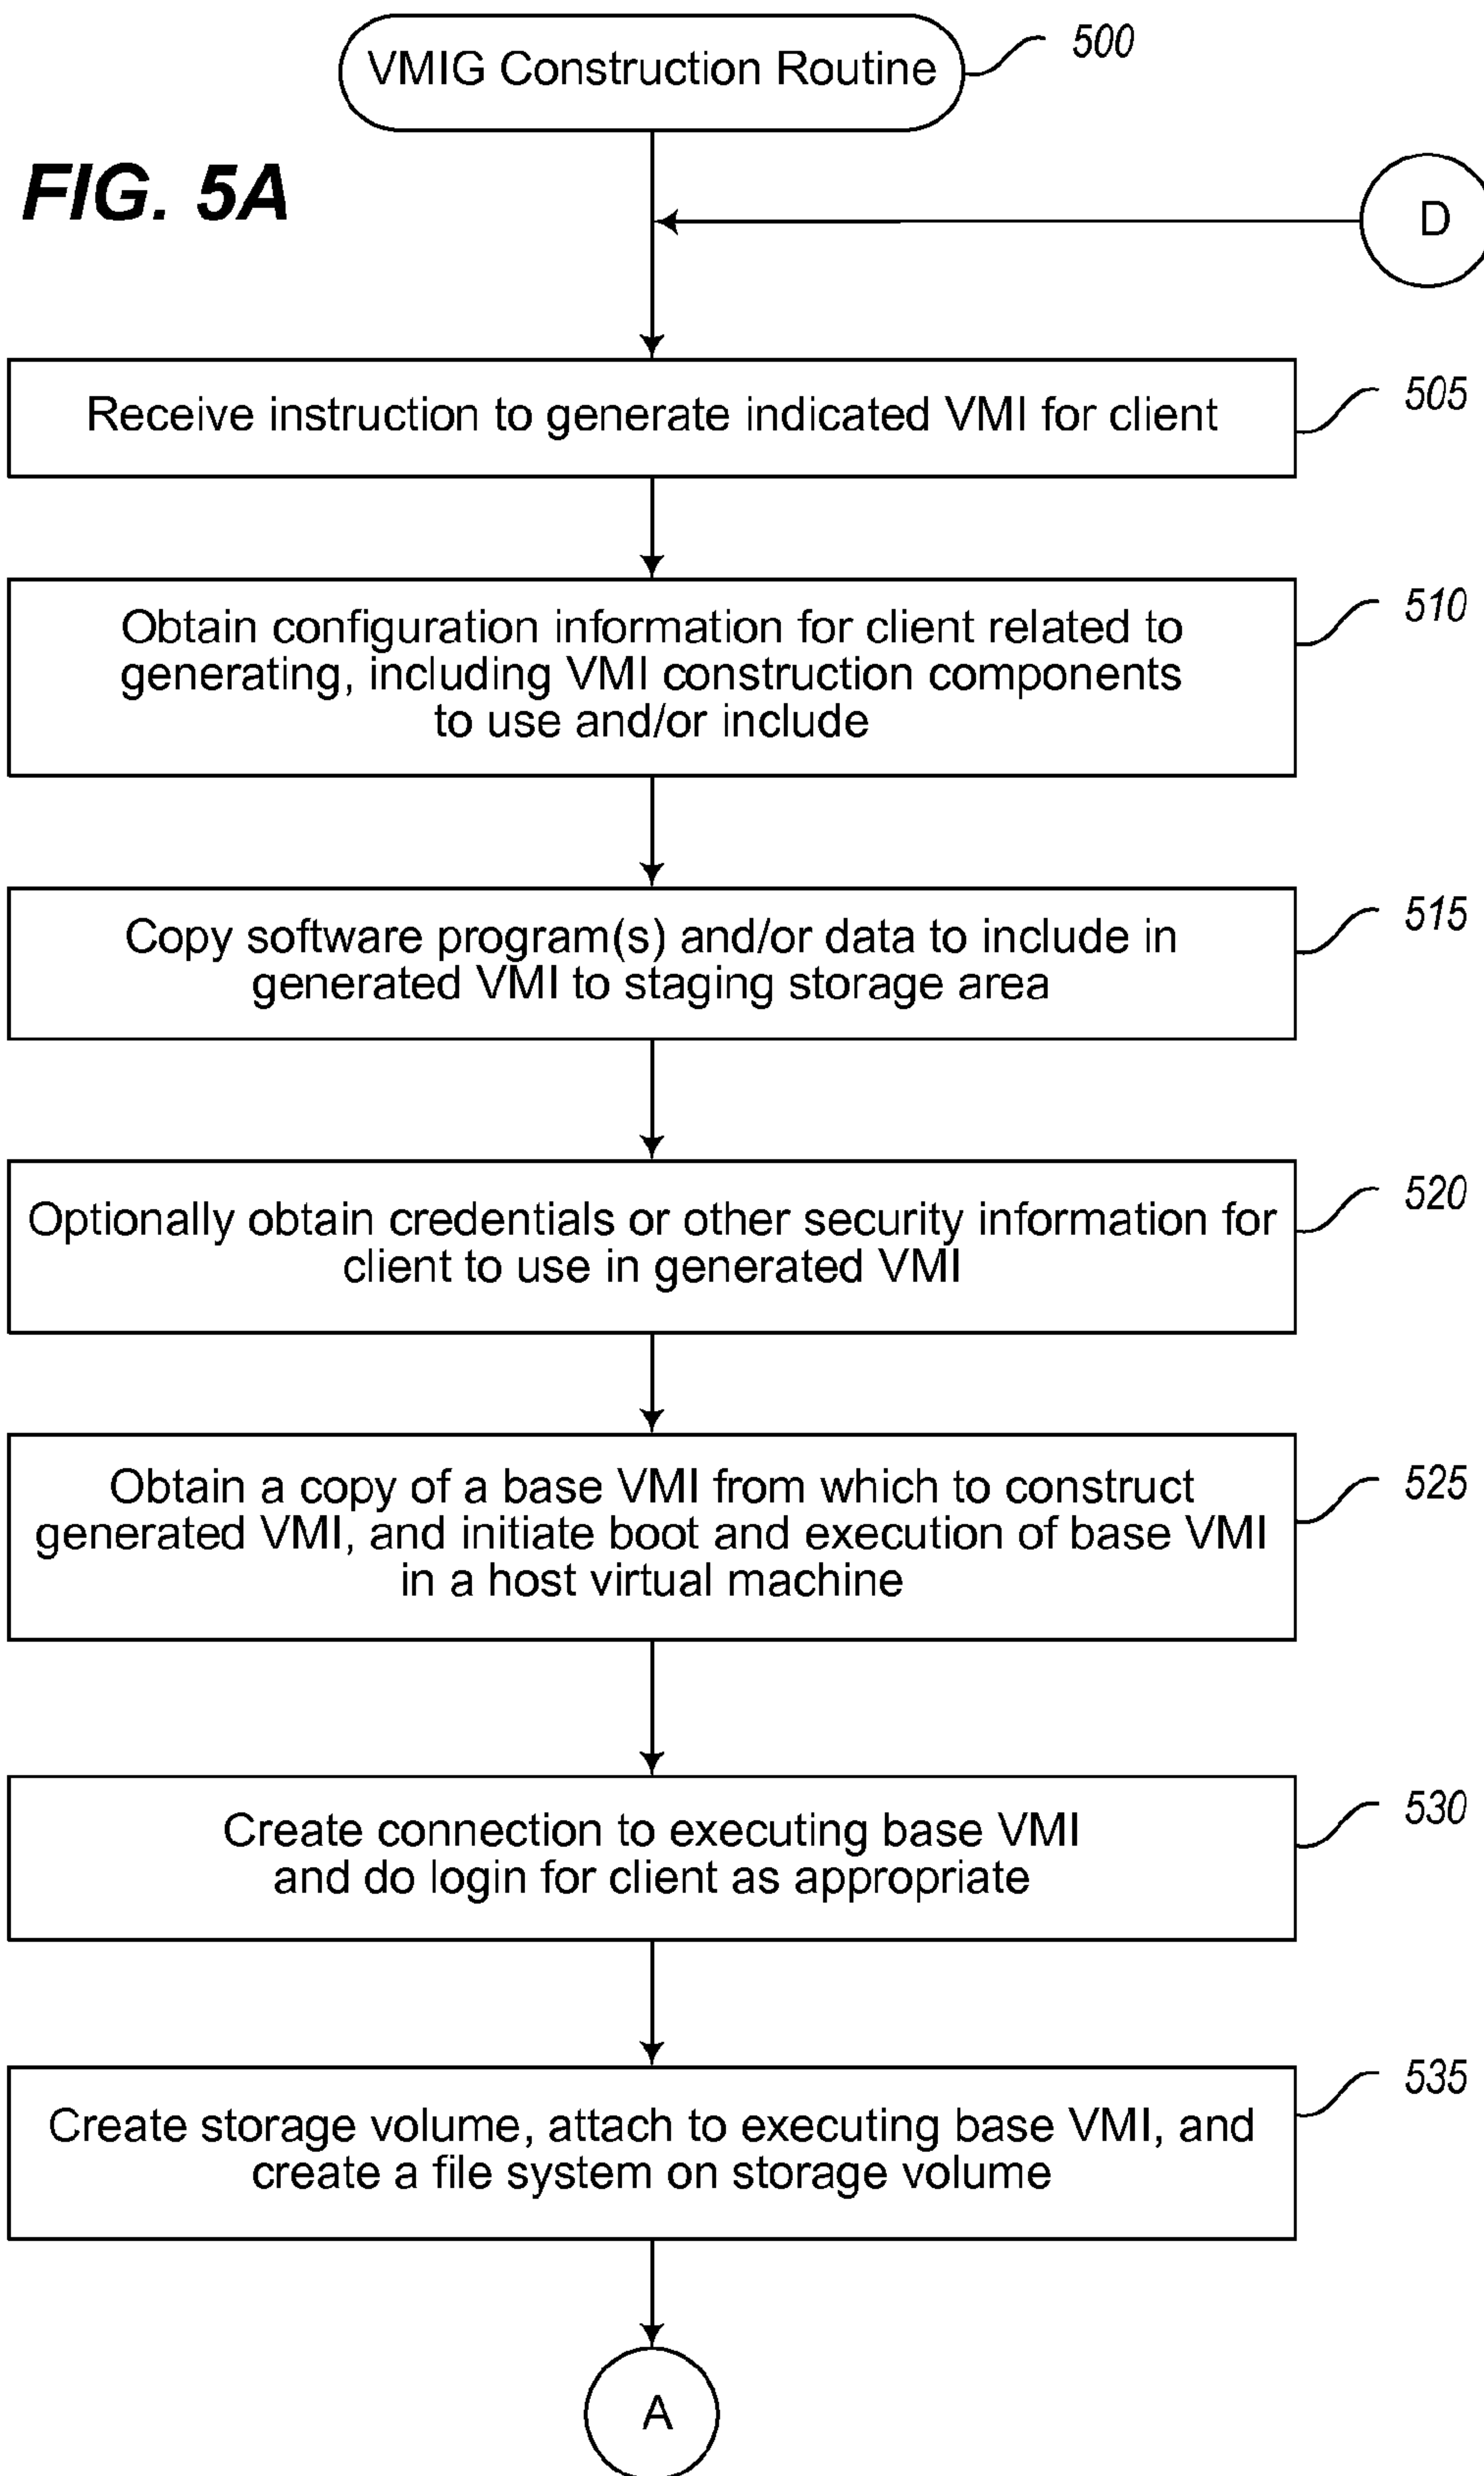 VMIG Construction Routine
500
FIG. 5A
D
Receive instruction to generate indicated VMI for client
505
Obtain configuration information for client related to
generating, including VMI construction components
to use and/or include
510
Copy software program(s) and/or data to include in
generated VMI to staging storage area
515
Optionally obtain credentials or other security information for
client to use in generated VMI
520
Obtain a copy of a base VMI from which to construct
generated VMI, and initiate boot and execution of base VMI
in a host virtual machine
525
Create connection to executing base VMI
and do login for client as appropriate
530
Create storage volume, attach to executing base VMI, and
create a file system on storage volume
535
A